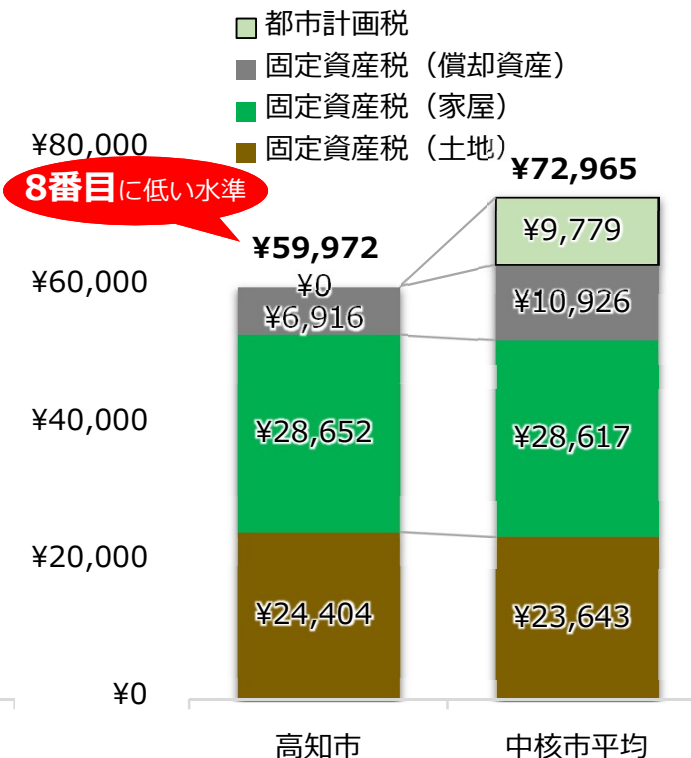 都市計画税
固定資産税（償却資産）
固定資産税（家屋）
固定資産税（土地）
¥80,000
¥60,000
¥40,000
¥20,000
¥0
8番目に低い水準
¥59,972
¥0
¥6,916
¥28,652
¥24,404
¥72,965
¥9,779
¥10,926
¥28,617
¥23,643
高知市
中核市平均